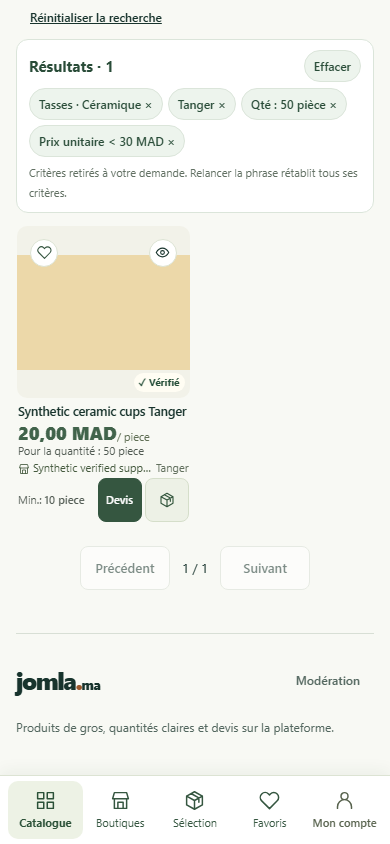 Réinitialiser la recherche
Résultats · 1
Effacer
Tasses · Céramique ×
Tanger ×
Qté : 50 pièce ×
Prix unitaire < 30 MAD ×
Critères retirés à votre demande. Relancer la phrase rétablit tous ses
critères.
✓ Vérifié
Synthetic ceramic cups Tanger
20,00 MAD / piece
Pour la quantité : 50 piece
Synthetic verified supp... Tanger
Min.: 10 piece
Devis
Précédent
1 / 1
Suivant
jomla.ma
Modération
Produits de gros, quantités claires et devis sur la plateforme.
Catalogue
Boutiques
Sélection
Favoris
Mon compte